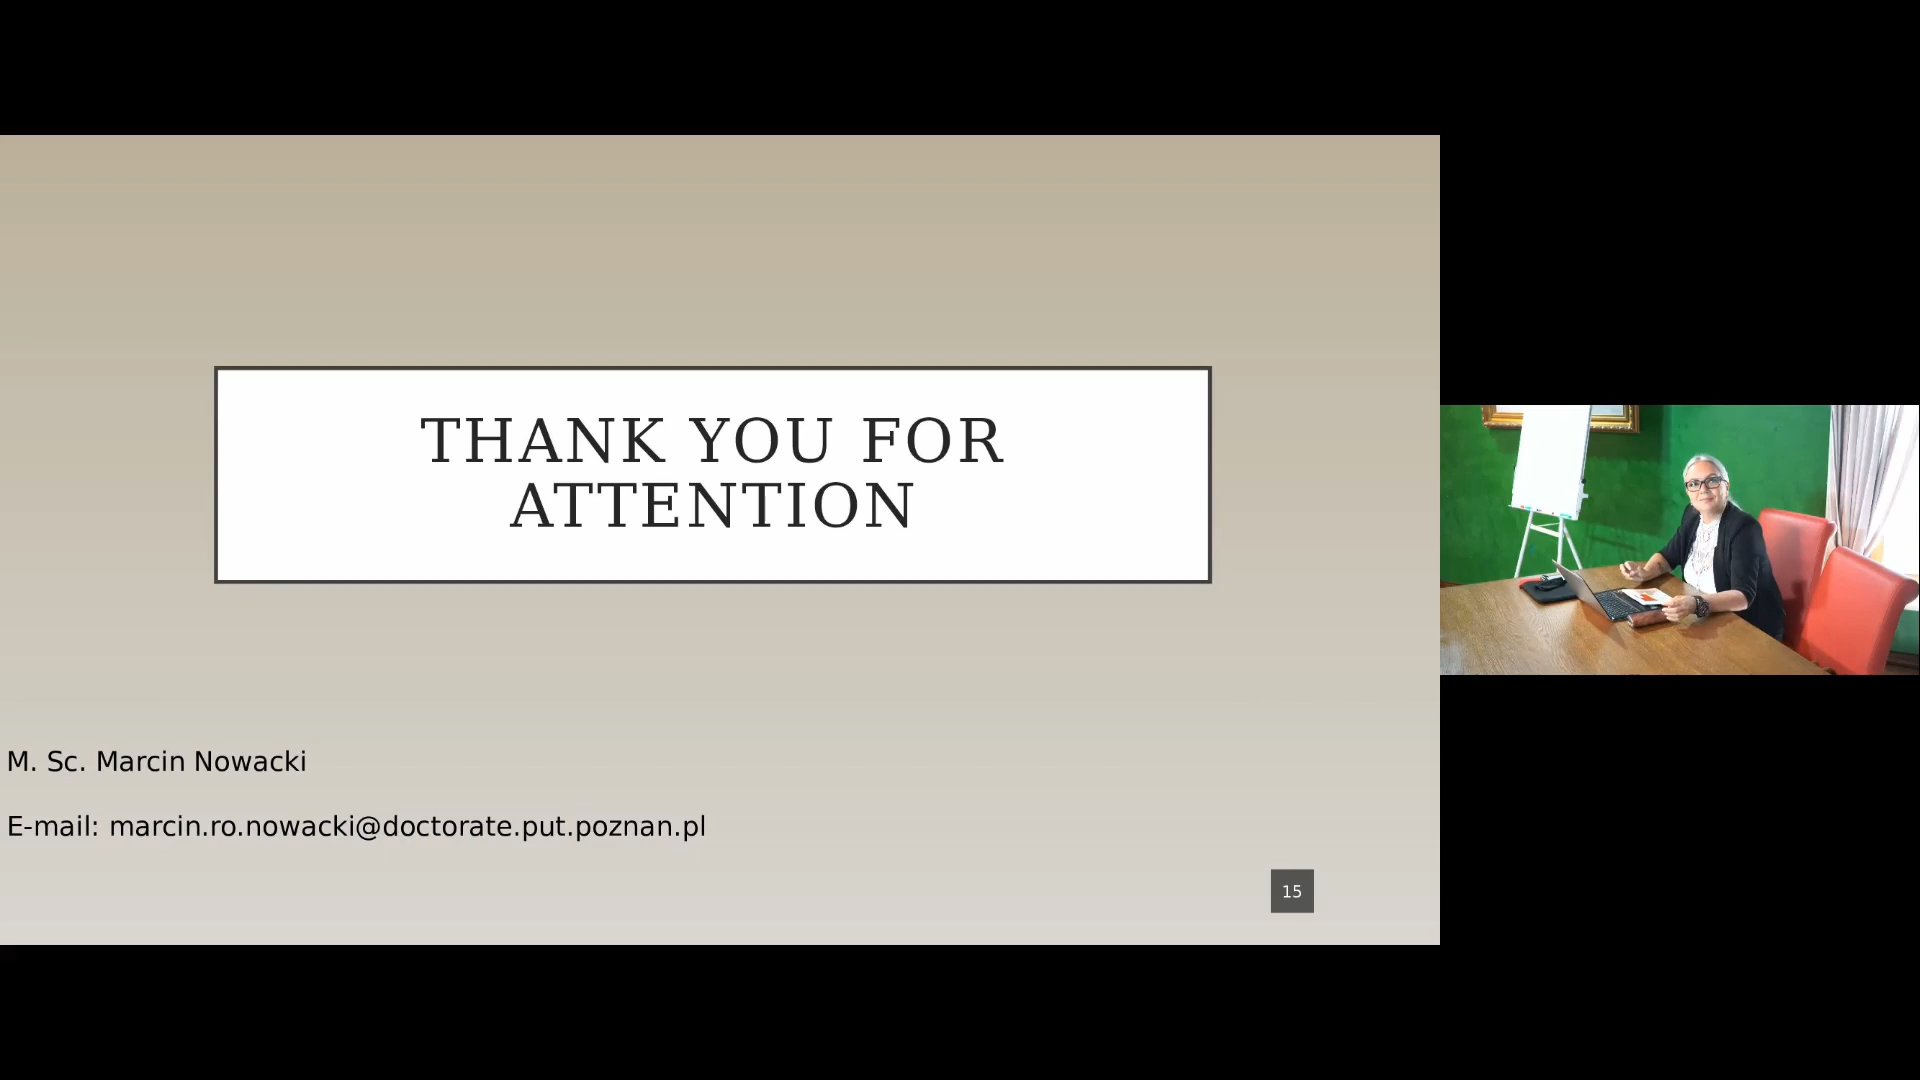 THANK YOU FOR
ATTENTION
M. Sc. Marcin Nowacki
E-mail: marcin.ro.nowacki@doctorate.put.poznan.pl
15